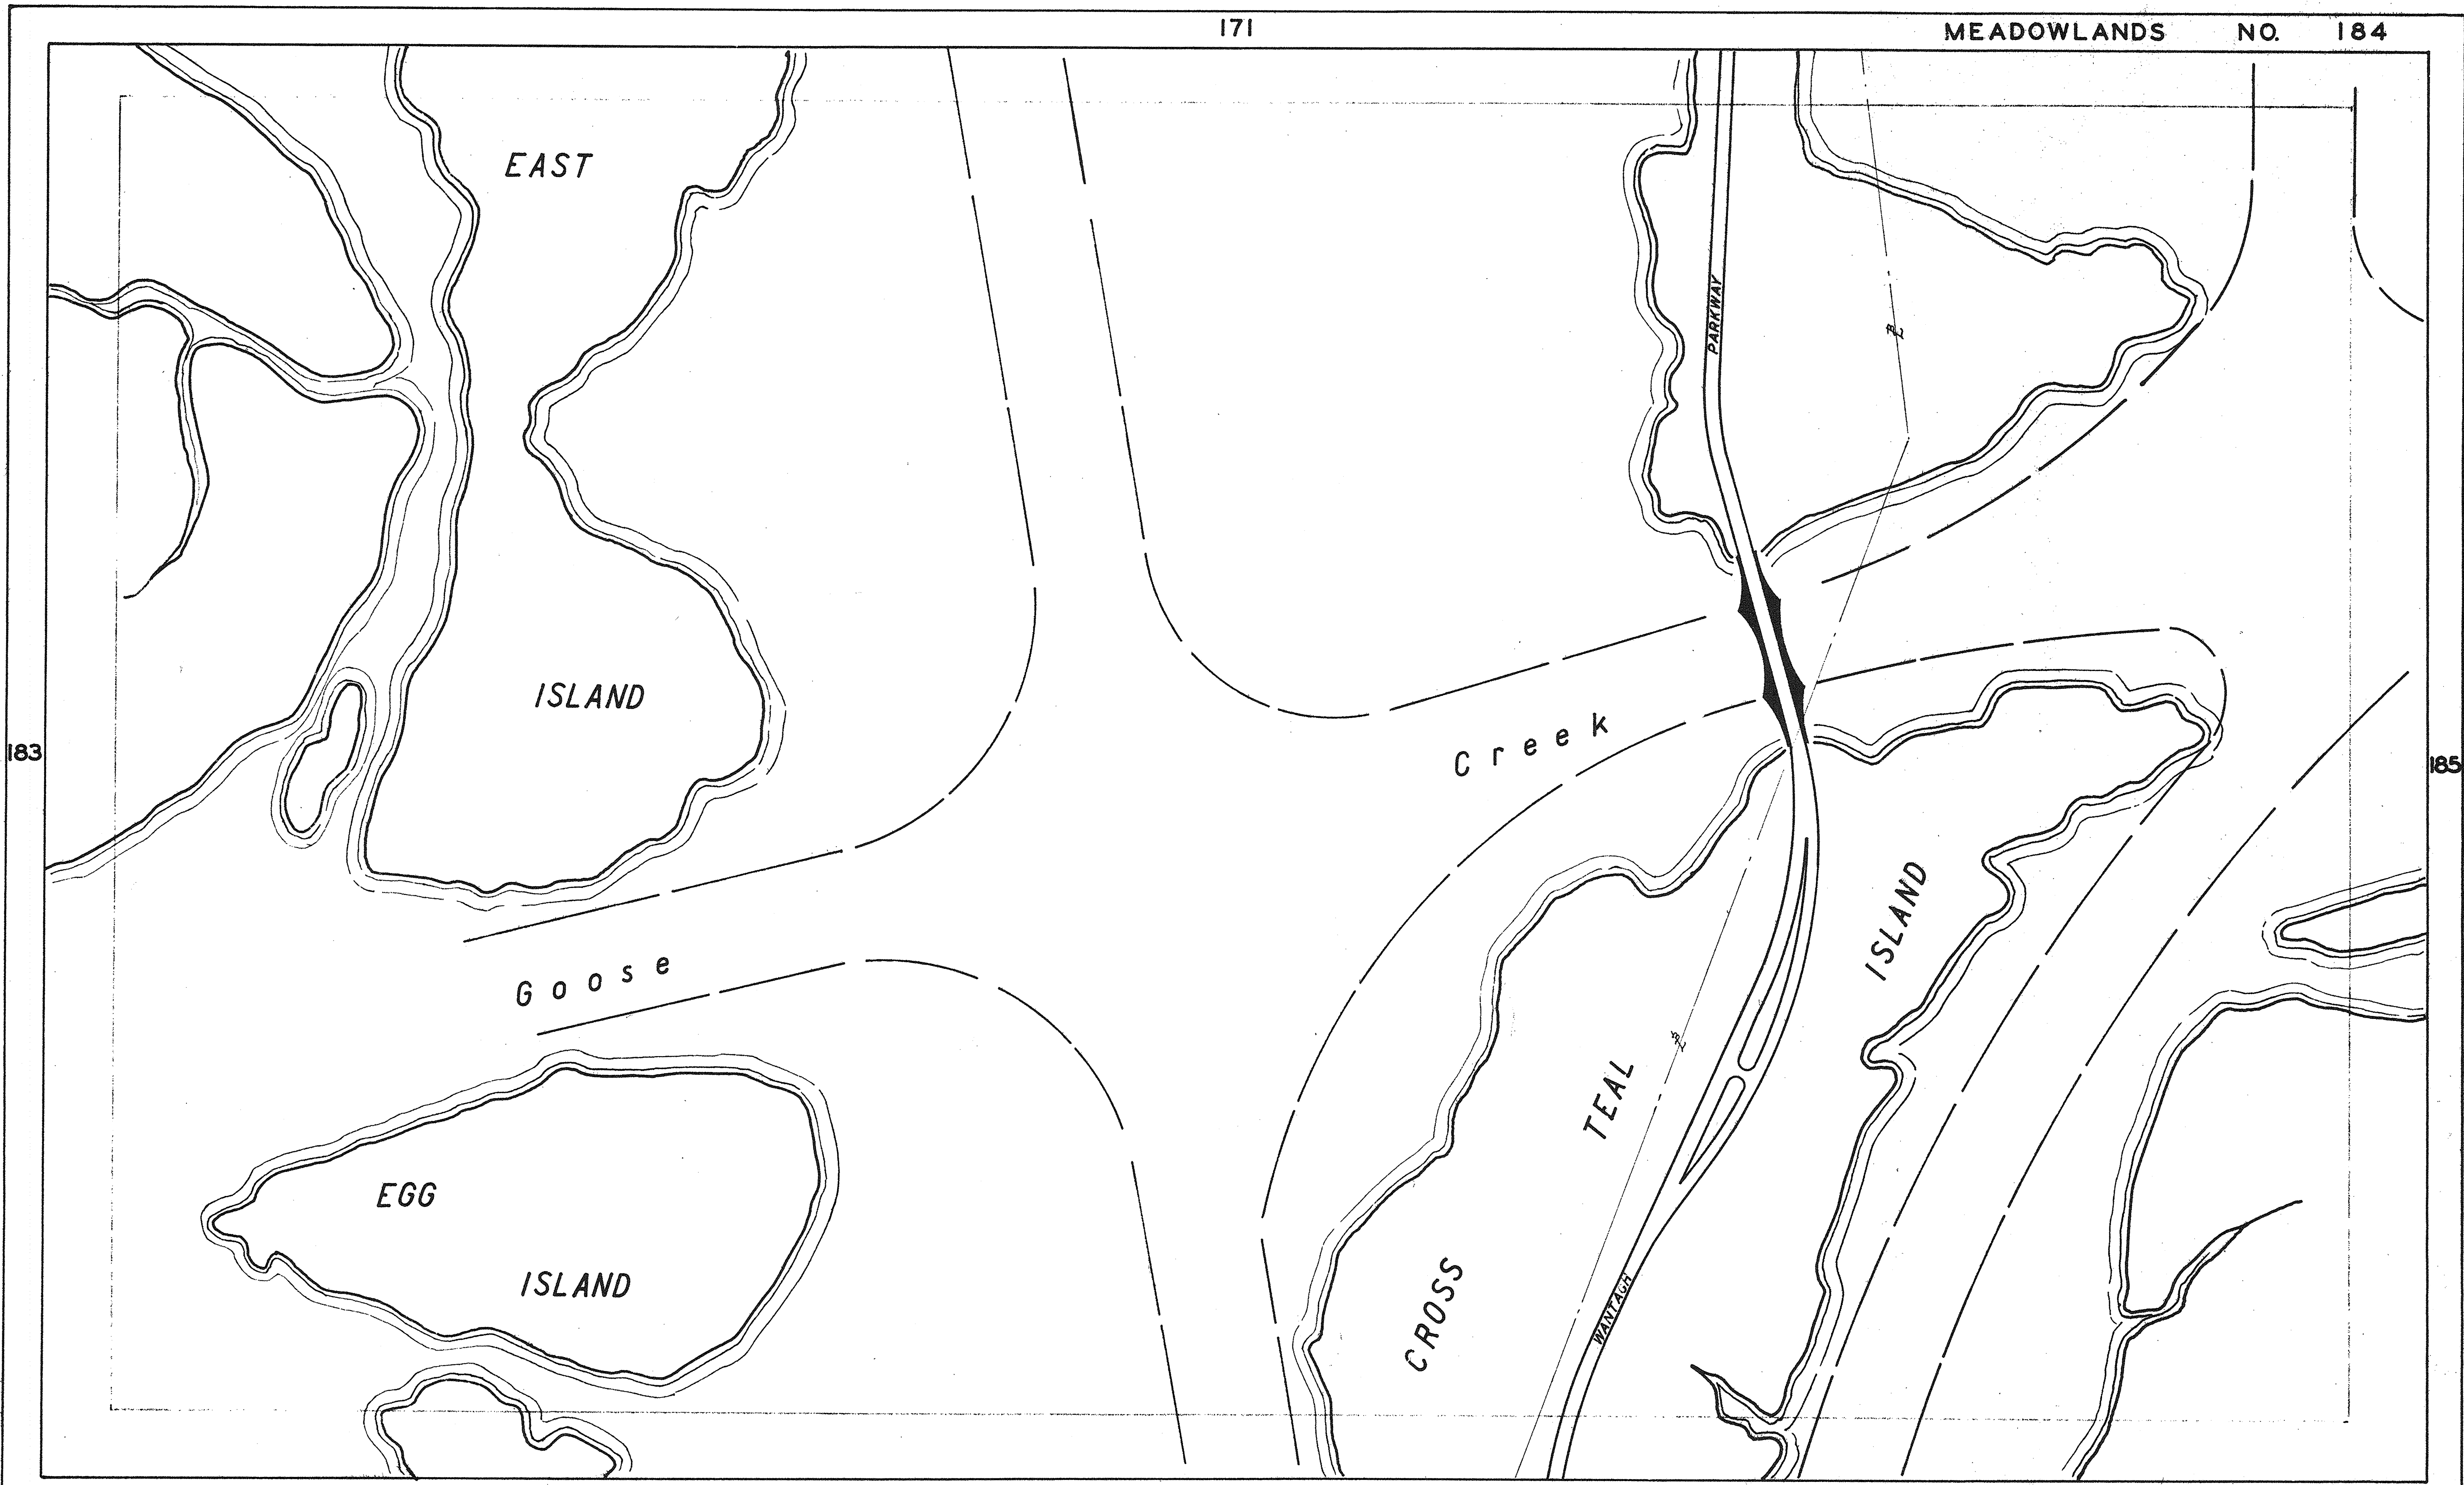 171
MEADOWLANDS NO. 184
EAST
ISLAND
PARKWAY
183
185
Creek
Goose
ISLAND
TEAL
CROSS
WANTAGH
EGG
ISLAND